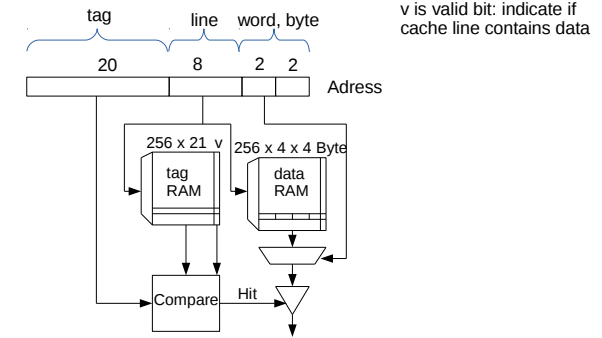 v is valid bit: indicate if
cache line contains data
tag
line
word, byte
20
8
2
2
Adress
256 x 21 v
256 x 4 x 4 Byte
tag
RAM
data
RAM
Compare
Hit